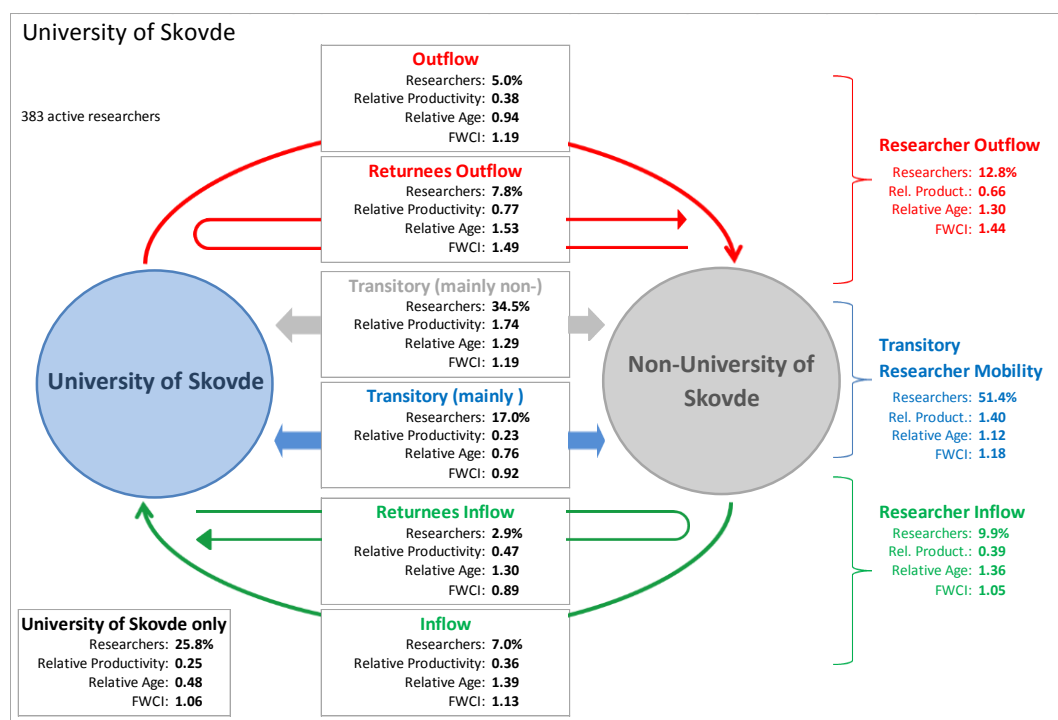 University of Skovde
383 active researchers
Outflow
Researchers: 5.0%
Relative Productivity: 0.38
Relative Age: 0.94
FWCI: 1.19
Returnees Outflow
Researchers: 7.8%
Relative Productivity: 0.77
Relative Age: 1.53
FWCI: 1.49
Transitory (mainly non-)
Researchers: 34.5%
Relative Productivity: 1.74
Relative Age: 1.29
FWCI: 1.19
Transitory (mainly )
Researchers: 17.0%
Relative Productivity: 0.23
Relative Age: 0.76
FWCI: 0.92
Returnees Inflow
Researchers: 2.9%
Relative Productivity: 0.47
Relative Age: 1.30
FWCI: 0.89
Inflow
Researchers: 7.0%
Relative Productivity: 0.36
Relative Age: 1.39
FWCI: 1.13
University of Skovde
Non-University of
Skovde
University of Skovde only
Researchers: 25.8%
Relative Productivity: 0.25
Relative Age: 0.48
FWCI: 1.06
Researcher Outflow
Researchers: 12.8%
Rel. Product.: 0.66
Relative Age: 1.30
FWCI: 1.44
Transitory
Researcher Mobility
Researchers: 51.4%
Rel. Product.: 1.40
Relative Age: 1.12
FWCI: 1.18
Researcher Inflow
Researchers: 9.9%
Rel. Product.: 0.39
Relative Age: 1.36
FWCI: 1.05